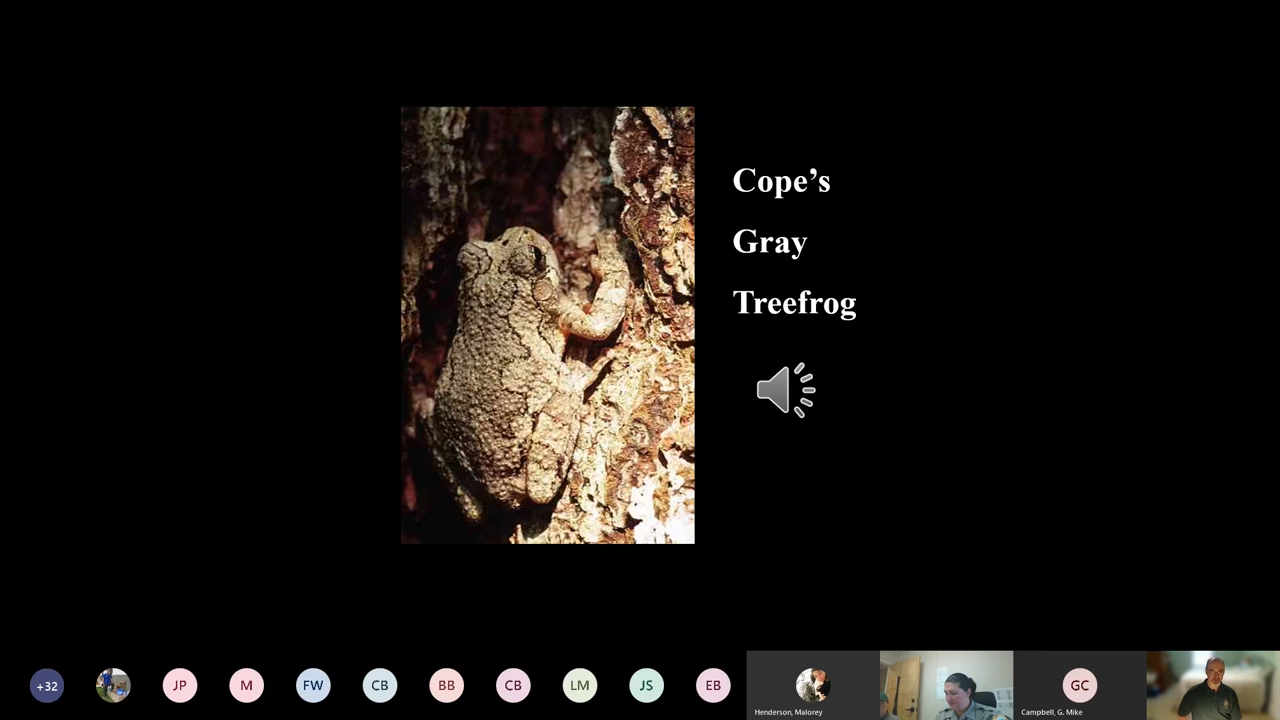 Cope’s
Gray
Treefrog
+32
JP
M
FW
CB
BB
CB
LM
JS
EB
Henderson, Malorey
GC
Campbell, G. Mike